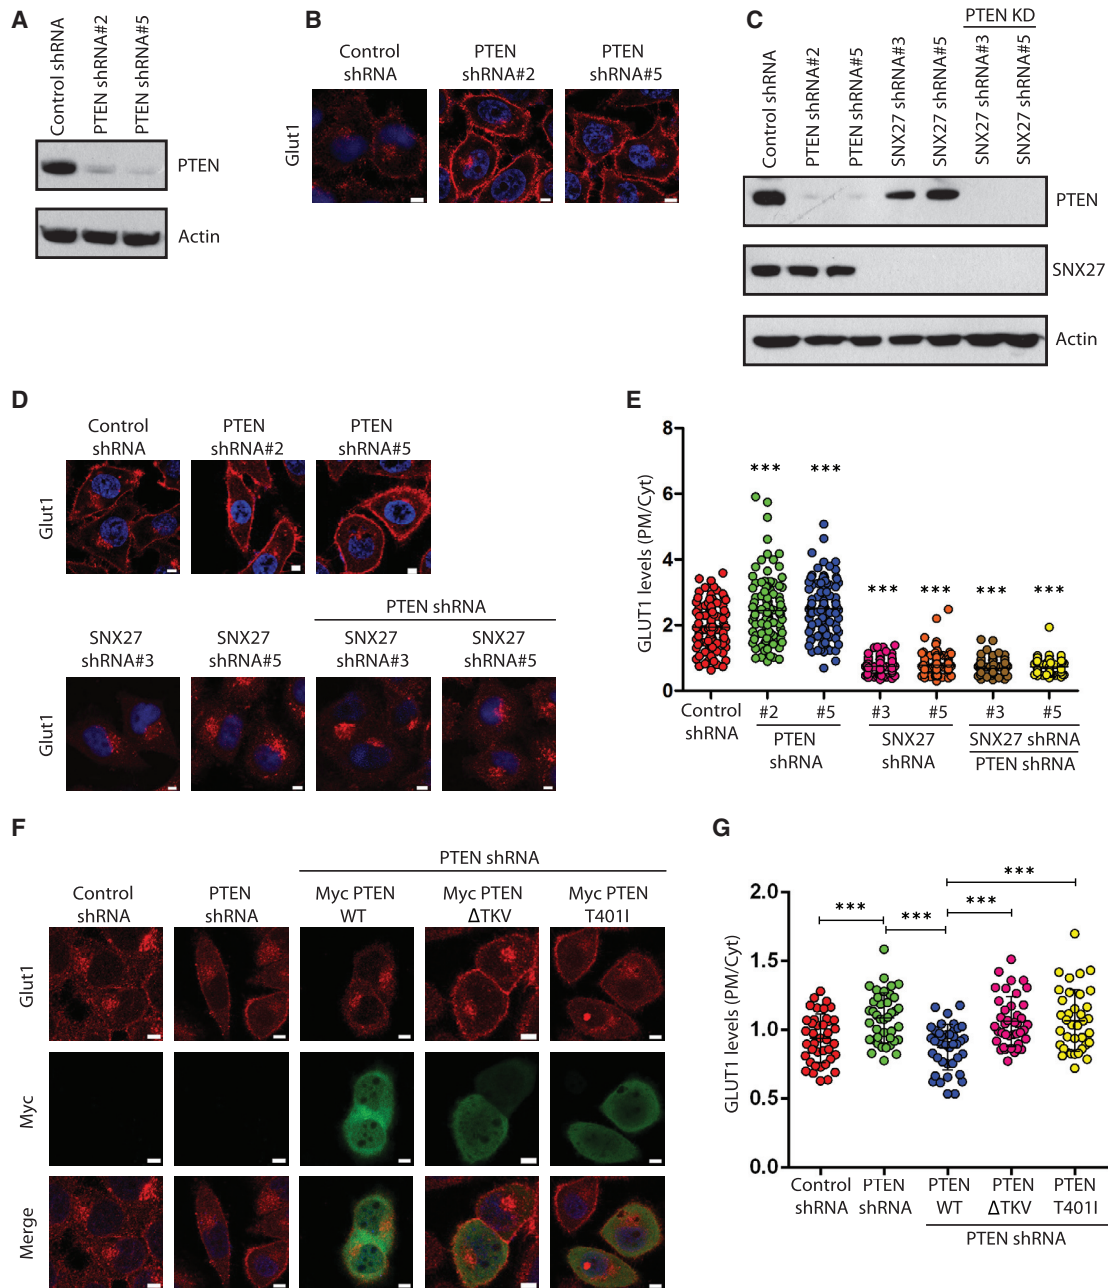 A
Control shRNA
PTEN shRNA#2
PTEN shRNA#5
PTEN
Actin
B
Control
shRNA
PTEN
shRNA#2
PTEN
shRNA#5
Glut1
C
PTEN KD
Control shRNA
PTEN shRNA#2
PTEN shRNA#5
SNX27 shRNA#3
SNX27 shRNA#5
SNX27 shRNA#3
SNX27 shRNA#5
PTEN
SNX27
Actin
D
Control
shRNA
PTEN
shRNA#2
PTEN
shRNA#5
Glut1
PTEN shRNA
SNX27
shRNA#3
SNX27
shRNA#5
SNX27
shRNA#3
SNX27
shRNA#5
Glut1
E
GLUT1 levels (PM/Cyt)
8
6
4
2
0
*** *** *** *** *** ***
Control
shRNA
#2 #5 #3 #5 #3 #5
PTEN
shRNA
SNX27
shRNA
SNX27 shRNA
PTEN shRNA
F
PTEN shRNA
Control
shRNA
PTEN
shRNA
Myc PTEN
WT
Myc PTEN
ΔTKV
Myc PTEN
T401I
Glut1
Myc
Merge
G
GLUT1 levels (PM/Cyt)
2.0
1.5
1.0
0.5
0.0
***
***
***
***
Control
shRNA
PTEN
shRNA
PTEN
WT
PTEN
ΔTKV
PTEN
T401I
PTEN shRNA